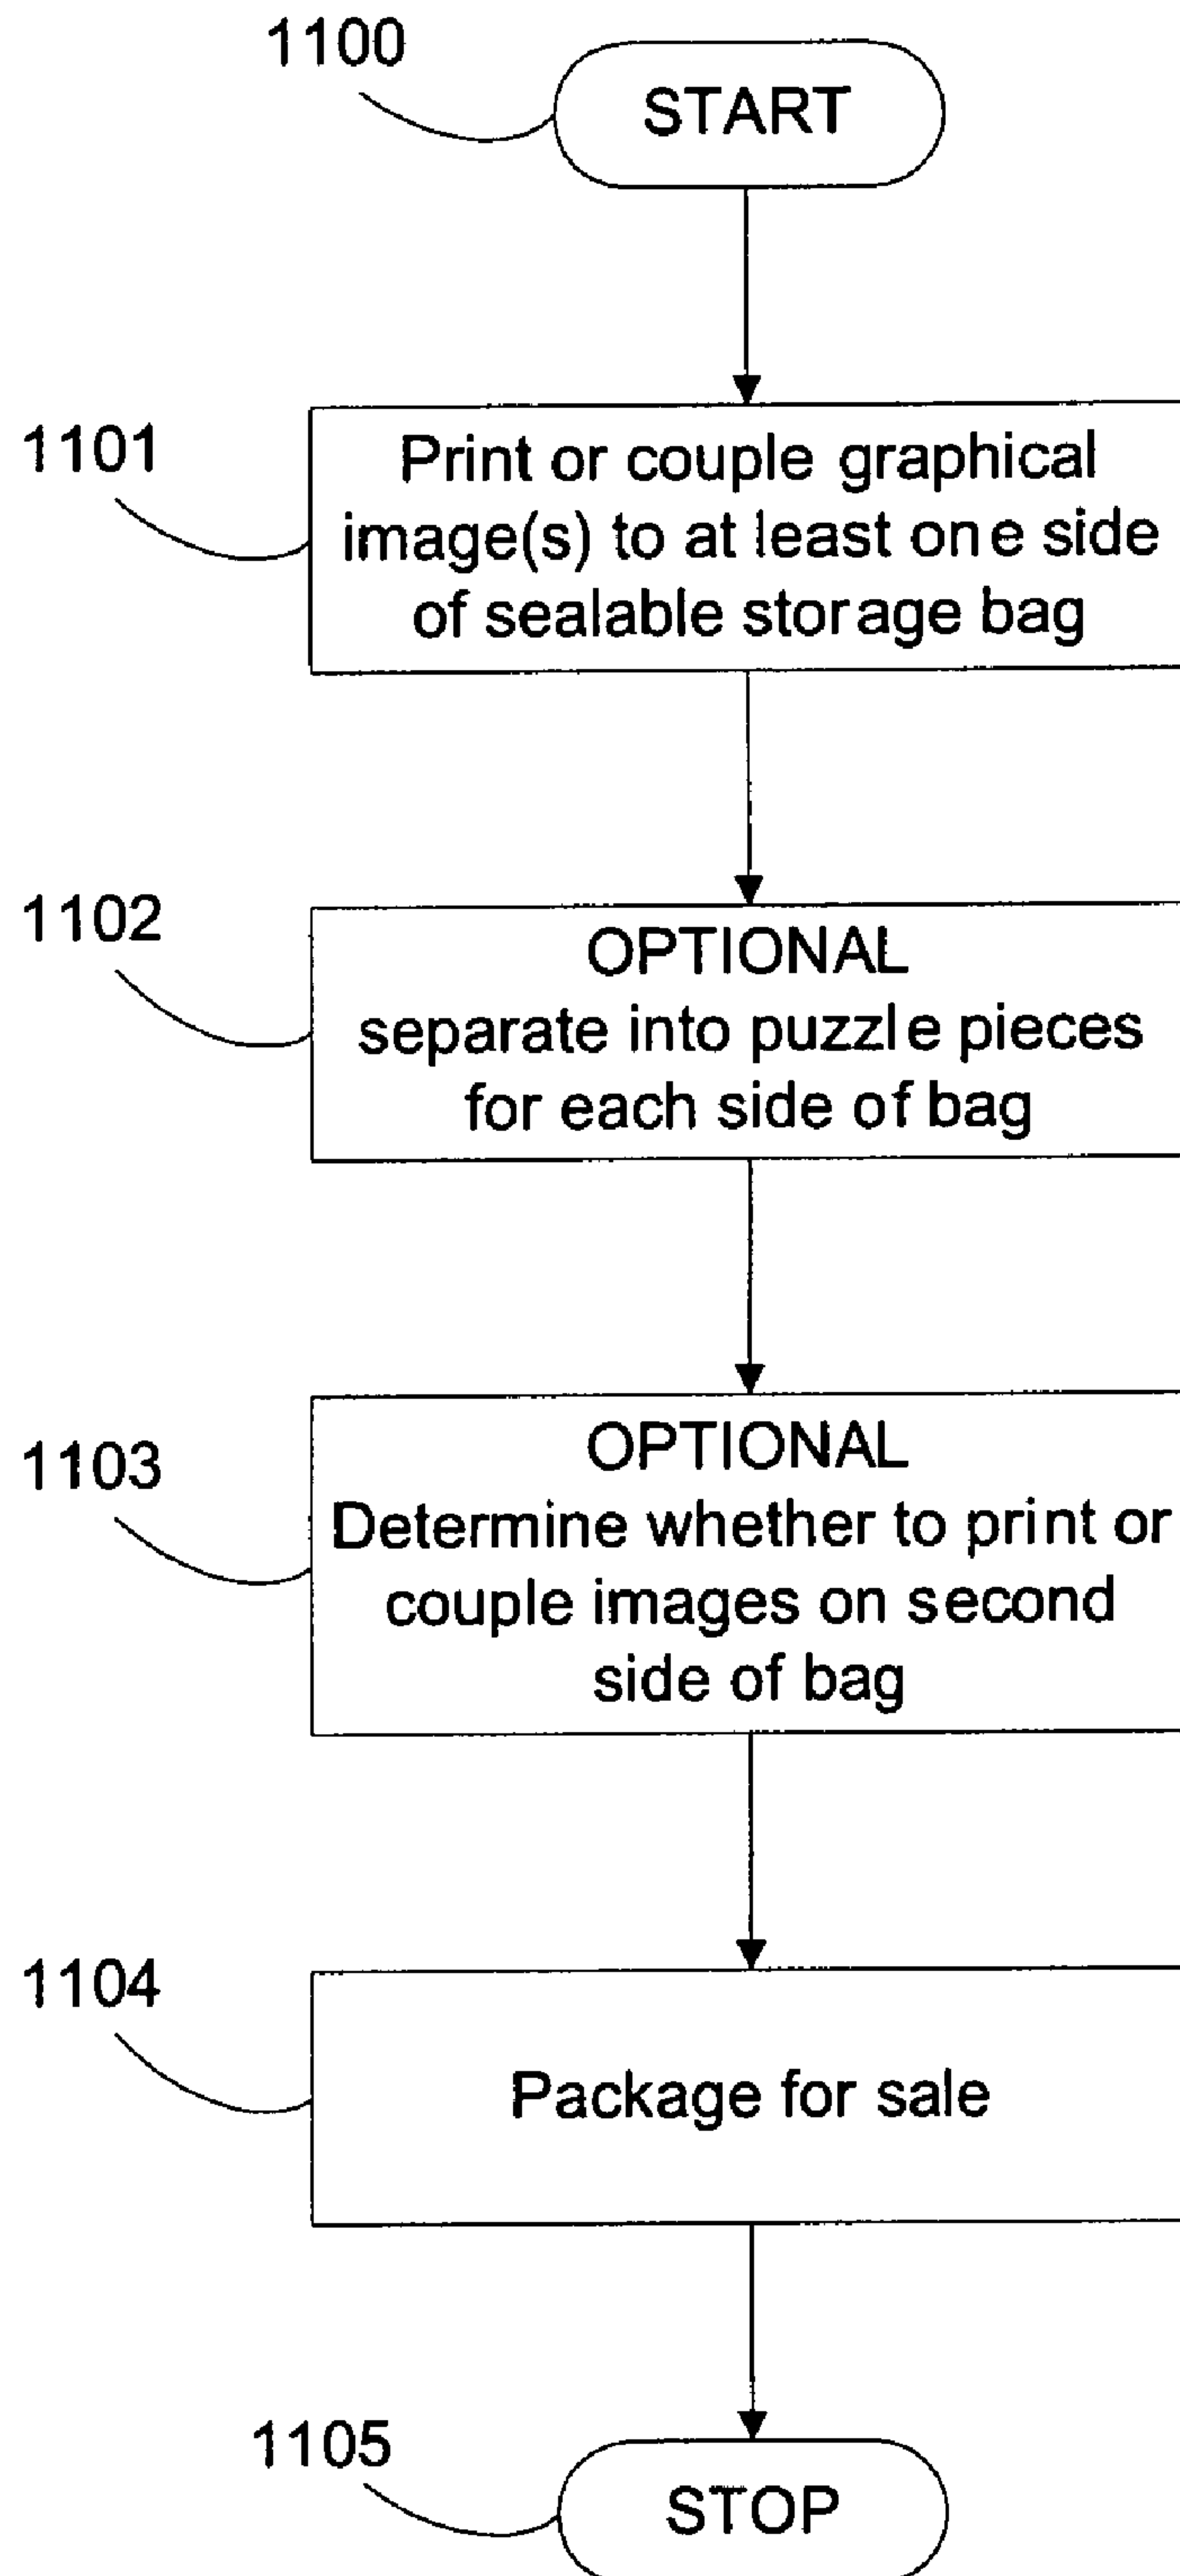 1100
START
1101
Print or couple graphical
image(s) to at least one side
of sealable storage bag
1102
OPTIONAL
separate into puzzle pieces
for each side of bag
1103
OPTIONAL
Determine whether to print or
couple images on second
side of bag
1104
Package for sale
1105
STOP